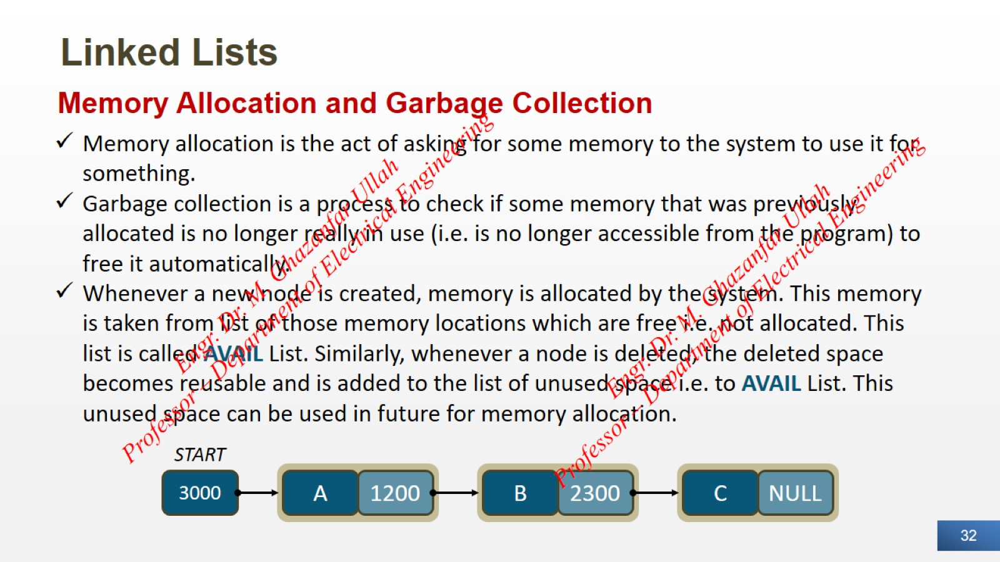 Linked Lists
Memory Allocation and Garbage Collection
✓ Memory allocation is the act of asking for some memory to the system to use it for
something.
✓ Garbage collection is a process to check if some memory that was previously
allocated is no longer really in use (i.e. is no longer accessible from the program) to
free it automatically.
✓ Whenever a new node is created, memory is allocated by the system. This memory
is taken from list of those memory locations which are free i.e. not allocated. This
list is called AVAIL List. Similarly, whenever a node is deleted, the deleted space
becomes reusable and is added to the list of unused space i.e. to AVAIL List. This
unused space can be used in future for memory allocation.
Engr. Dr. M. Ghazanfar Ullah
Professor – Department of Electrical Engineering
Engr. Dr. M. Ghazanfar Ullah
Professor – Department of Electrical Engineering
START
3000 A 1200 B 2300 C NULL
32